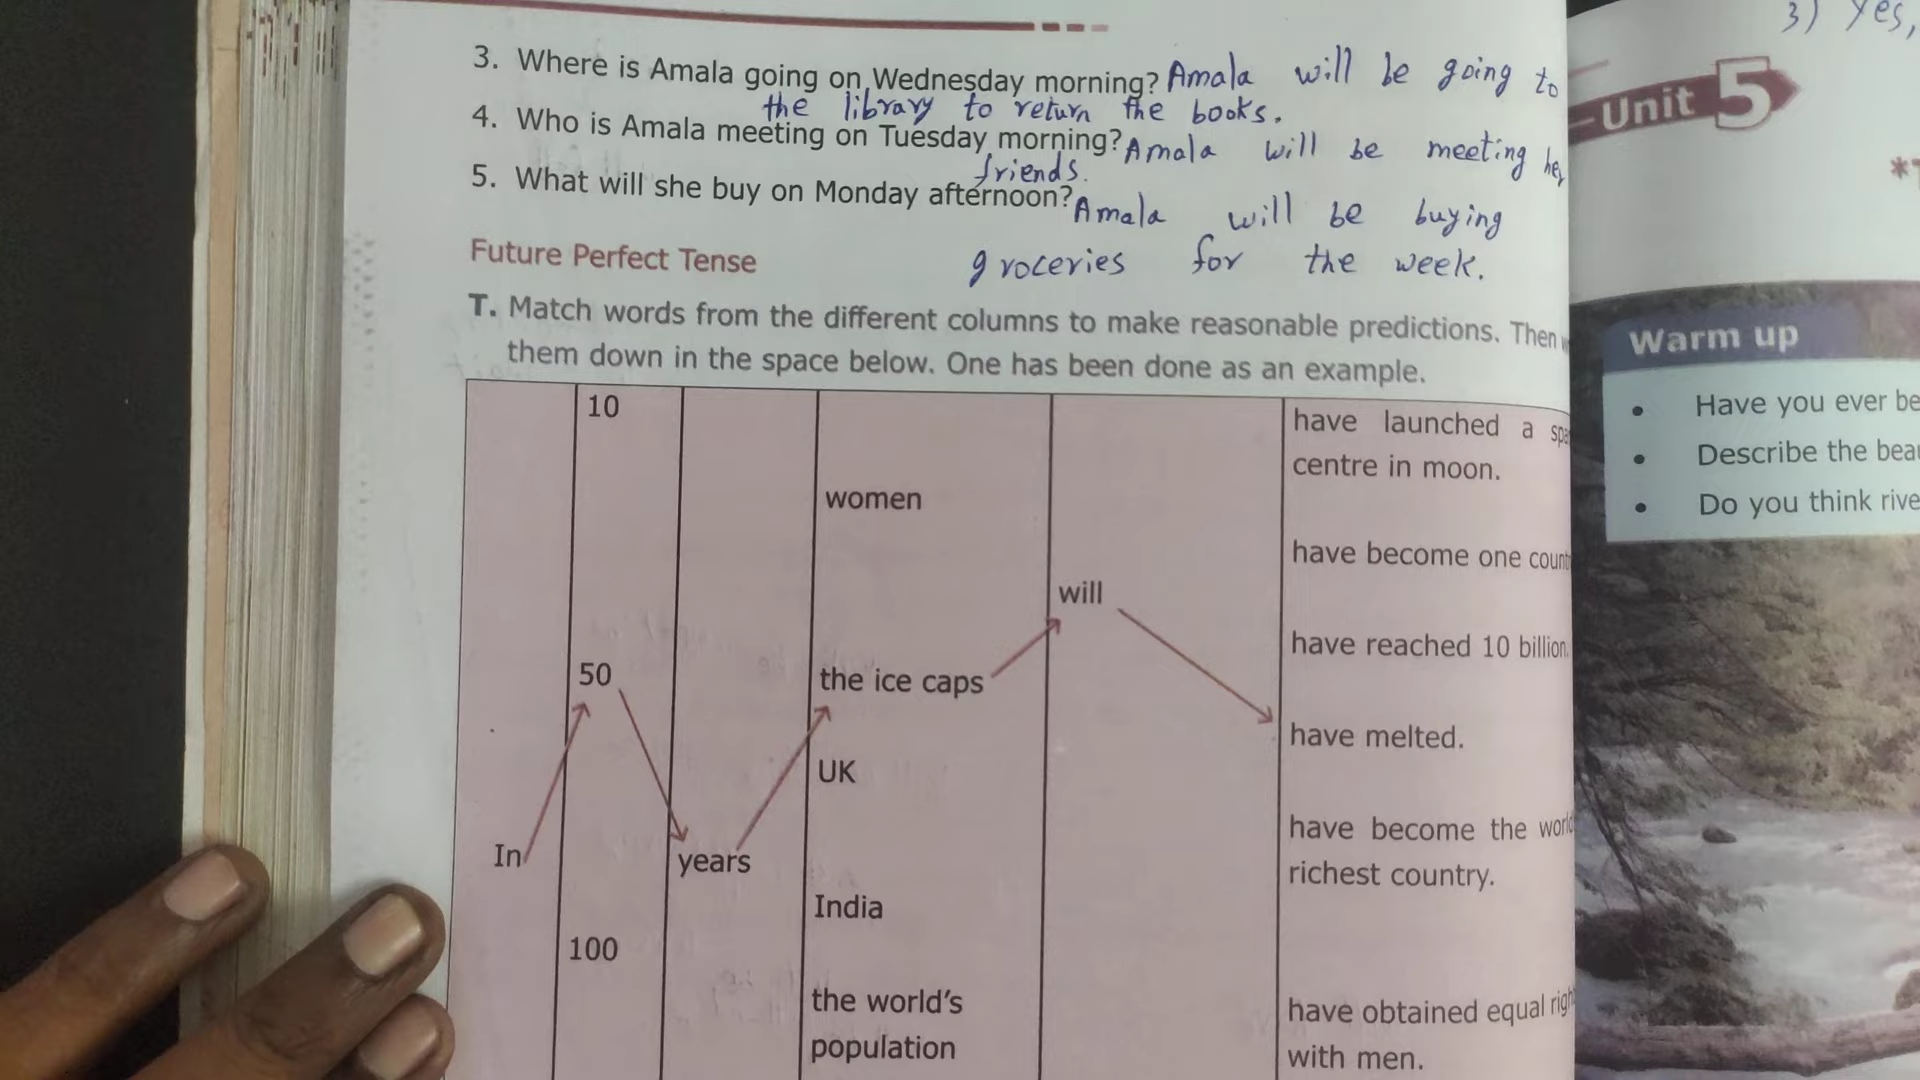 3) Yes,
3. Where is Amala going on Wednesday morning? Amala will be going to
the library to return the books.
4. Who is Amala meeting on Tuesday morning? Amala will be meeting her
friends.
5. What will she buy on Monday afternoon? Amala will be buying
groceries for the week.
Future Perfect Tense
T. Match words from the different columns to make reasonable predictions. Then
them down in the space below. One has been done as an example.
10
have launched a
centre in moon.
women
have become one
will
have reached 10 billion.
50
the ice caps
have melted.
UK
have become the
richest country.
In
years
India
100
the world's
population
have obtained equal
with men.
Unit 5
Warm up
• Have you ever
• Describe the
• Do you think